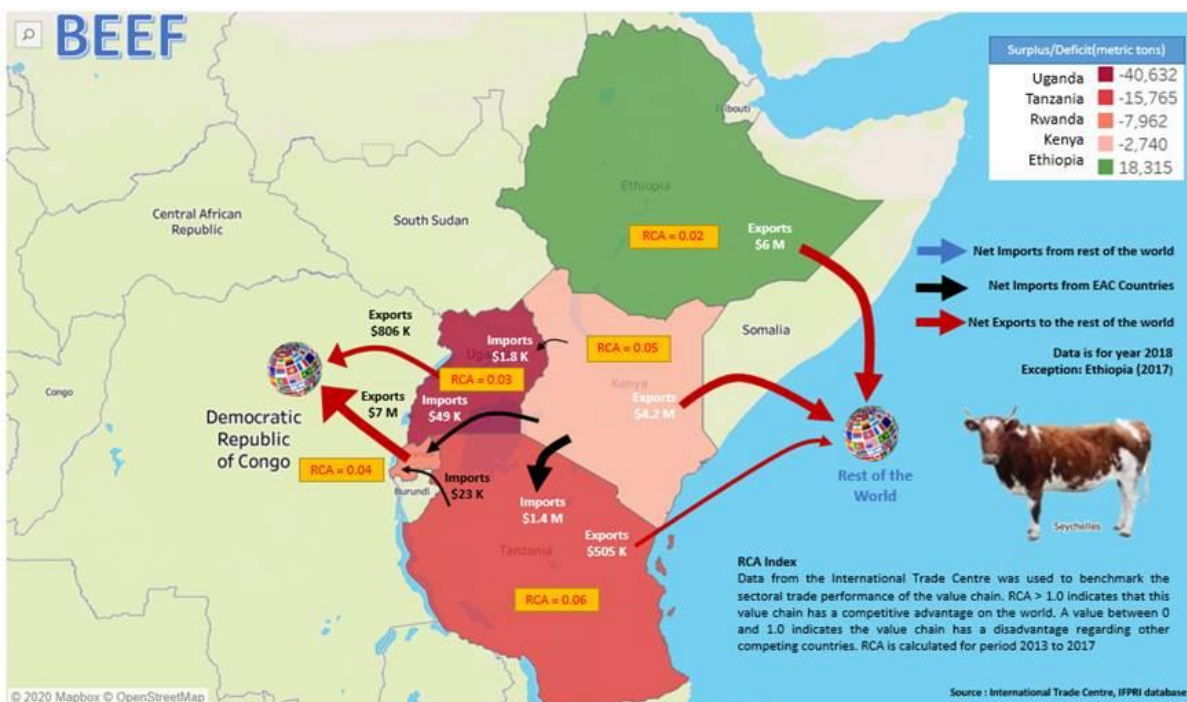 BEEF
Surplus/Deficit(metric tons)
Uganda -40,632
Tanzania -15,765
Rwanda -7,962
Kenya -2,740
Ethiopia 18,315
Djibouti
Ethiopia
Central African
Republic
South Sudan
RCA = 0.02
Exports
$6 M
Net Imports from rest of the world
Net Imports from EAC Countries
Net Exports to the rest of the world
Somalia
Data is for year 2018
Exception: Ethiopia (2017)
Exports
$806 K
Imports
$1.8 K
RCA = 0.05
Uganda
RCA = 0.03
Kenya
Congo
Exports
$7 M
Imports
$49 K
Exports
$4.2 M
Democratic
Republic
of Congo
RCA = 0.04
Burundi
Imports
$23 K
Imports
$1.4 M
Rest of the
World
Seychelles
Exports
$505 K
Tanzania
RCA = 0.06
RCA Index
Data from the International Trade Centre was used to benchmark the
sectoral trade performance of the value chain. RCA > 1.0 indicates that this
value chain has a competitive advantage on the world. A value between 0
and 1.0 indicates the value chain has a disadvantage regarding other
competing countries. RCA is calculated for period 2013 to 2017
© 2020 Mapbox © OpenStreetMap
Source : International Trade Centre, IFPRI database